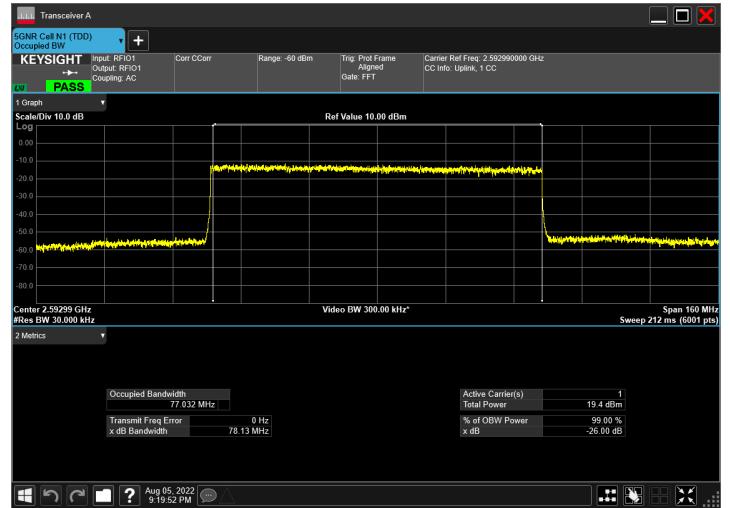 Transceiver A
5GNR Cell N1 (TDD)
Occupied BW
KEYSIGHT
PASS
Input: RFIO1
Output: RFIO1
Coupling: AC
Corr CCorr
Range: -60 dBm
Trig: Prot Frame
Aligned
Gate: FFT
Carrier Ref Freq: 2.592990000 GHz
CC Info: Uplink, 1 CC
1 Graph
Scale/Div 10.0 dB
Ref Value 10.00 dBm
Log
0.00
-10.0
-20.0
-30.0
-40.0
-50.0
-60.0
-70.0
-80.0
Center 2.59299 GHz
Video BW 300.00 kHz*
Span 160 MHz
#Res BW 30.000 kHz
Sweep 212 ms (6001 pts)
2 Metrics
Occupied Bandwidth
77.032 MHz
Transmit Freq Error 0 Hz
x dB Bandwidth 78.13 MHz
Active Carrier(s) 1
Total Power 19.4 dBm
% of OBW Power 99.00 %
x dB -26.00 dB
Aug 05, 2022
9:19:52 PM